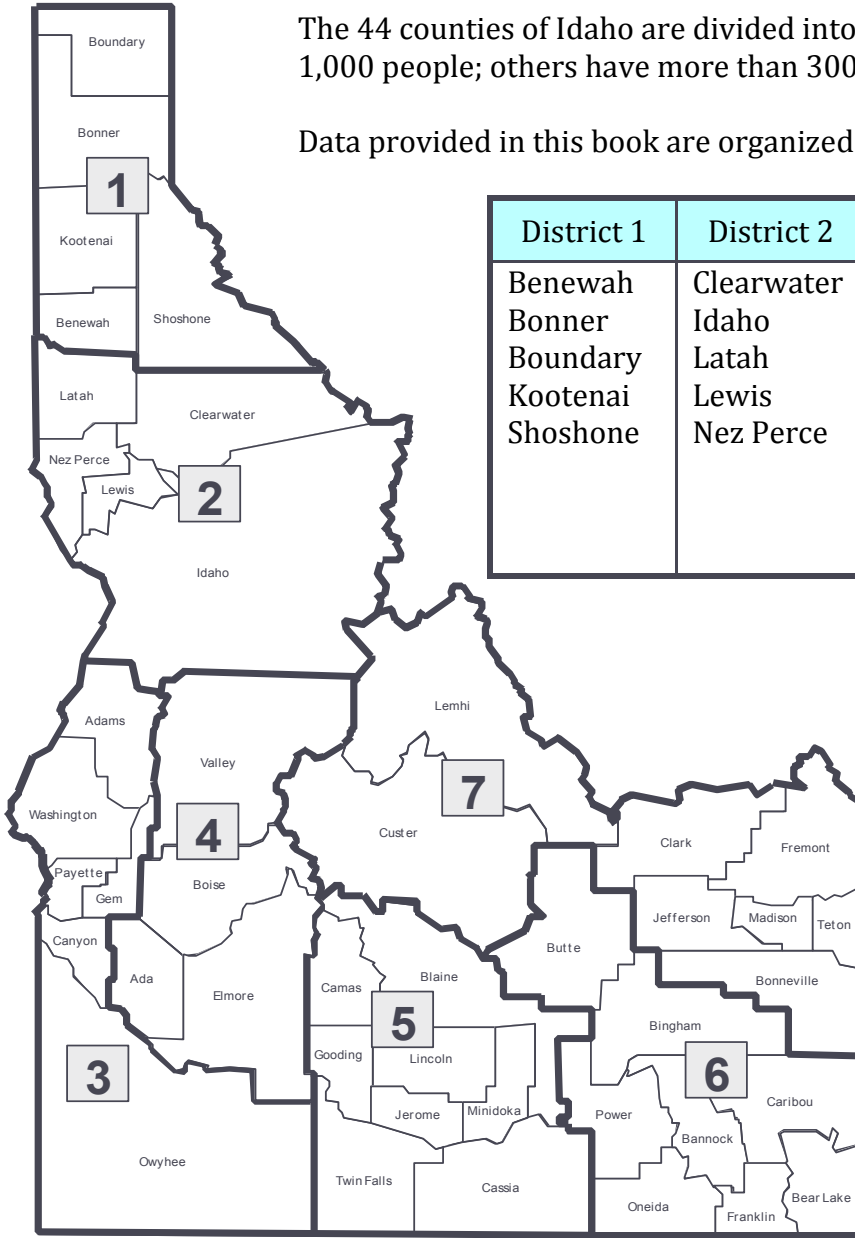 The 44 counties of Idaho are divided into
1,000 people; others have more than 300
Data provided in this book are organized
District 1 District 2
Benewah Clearwater
Bonner Idaho
Boundary Latah
Kootenai Lewis
Shoshone Nez Perce
Boundary
Bonner
1
Kootenai
Benewah
Shoshone
Latah
Clearwater
Nez Perce
Lewis
2
Idaho
Adams
Valley
Lemhi
Washington
4
7
Custer
Payette
Gem
Boise
Clark
Fremont
Canyon
Ada
Elmore
Camas
Blaine
Butte
Jefferson
Madison
Teton
Bonneville
Bingham
5
3
Gooding
Lincoln
6
Caribou
Jerome
Minidoka
Power
Bannock
Owyhee
Twin Falls
Cassia
Oneida
Franklin
Bear Lake